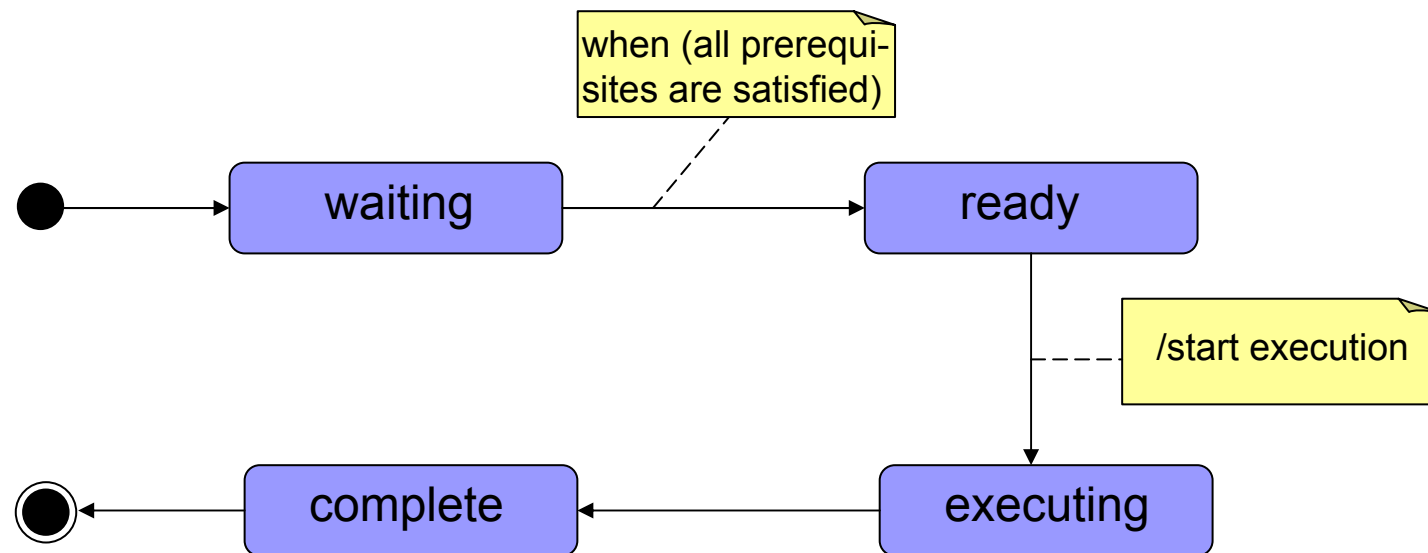 when (all prerequi-
sites are satisfied)
waiting
ready
/start execution
complete
executing